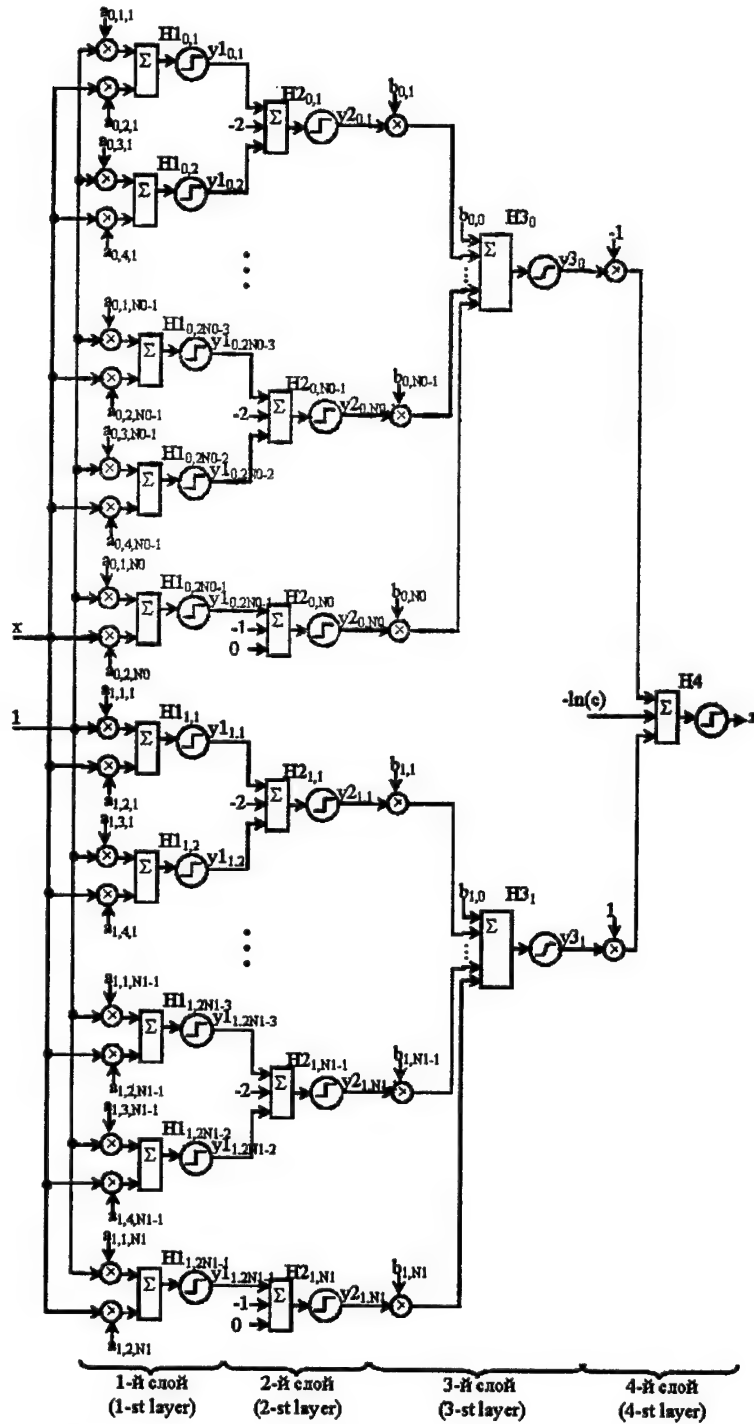 a0,1,1
H10,1
y10,1
Σ
a0,2,1
H20,1
b0,1
Σ
-2
y20,1
a0,3,1
H10,2
y10,2
Σ
a0,4,1
b0,0
H30
Σ
y30
-1
a0,1,N0-1
H10,2N0-3
y10,2N0-3
Σ
a0,2,N0-1
H20,N0-1
b0,N0-1
Σ
-2
y20,N0-1
a0,3,N0-1
H10,2N0-2
y10,2N0-2
Σ
a0,4,N0-1
a0,1,N0
H10,2N0-1
y10,2N0-1
H20,N0
b0,N0
Σ
Σ
y20,N0
-1
0
x
a0,2,N0
a1,1,1
1
H11,1
y11,1
Σ
-ln(c)
H4
Σ
a1,2,1
H21,1
b1,1
Σ
-2
y21,1
a1,3,1
H11,2
y11,2
Σ
a1,4,1
b1,0
H31
Σ
y31
1
a1,1,N1-1
H11,2N1-3
y11,2N1-3
Σ
a1,2,N1-1
H21,N1-1
b1,N1-1
Σ
-2
y21,N1-1
a1,3,N1-1
H11,2N1-2
y11,2N1-2
Σ
a1,4,N1-1
a1,1,N1
H11,2N1-1
y11,2N1-1
H21,N1
b1,N1
Σ
Σ
y21,N1
-1
0
a1,2,N1
1-й слой
(1-st layer)
2-й слой
(2-st layer)
3-й слой
(3-st layer)
4-й слой
(4-st layer)